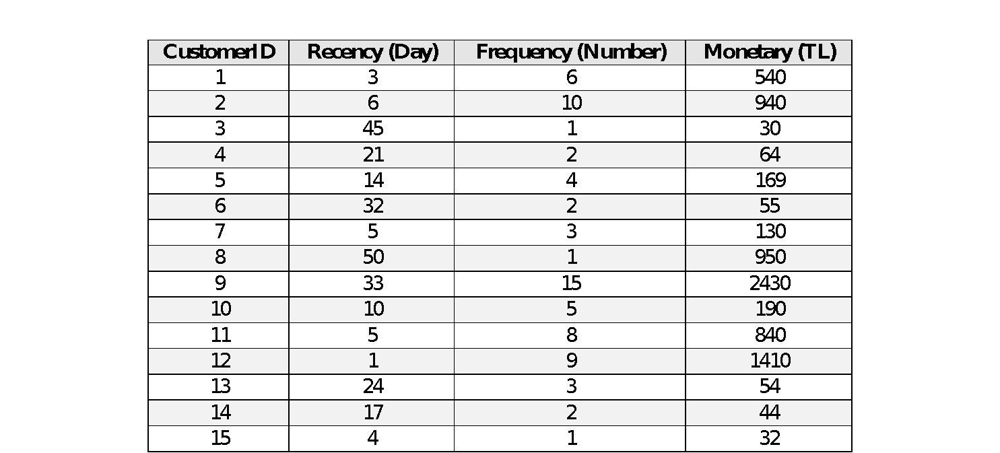 CustomerID Recency (Day) Frequency (Number) Monetary (TL)
1 3 6 540
2 6 10 940
3 45 1 30
4 21 2 64
5 14 4 169
6 32 2 55
7 5 3 130
8 50 1 950
9 33 15 2430
10 10 5 190
11 5 8 840
12 1 9 1410
13 24 3 54
14 17 2 44
15 4 1 32